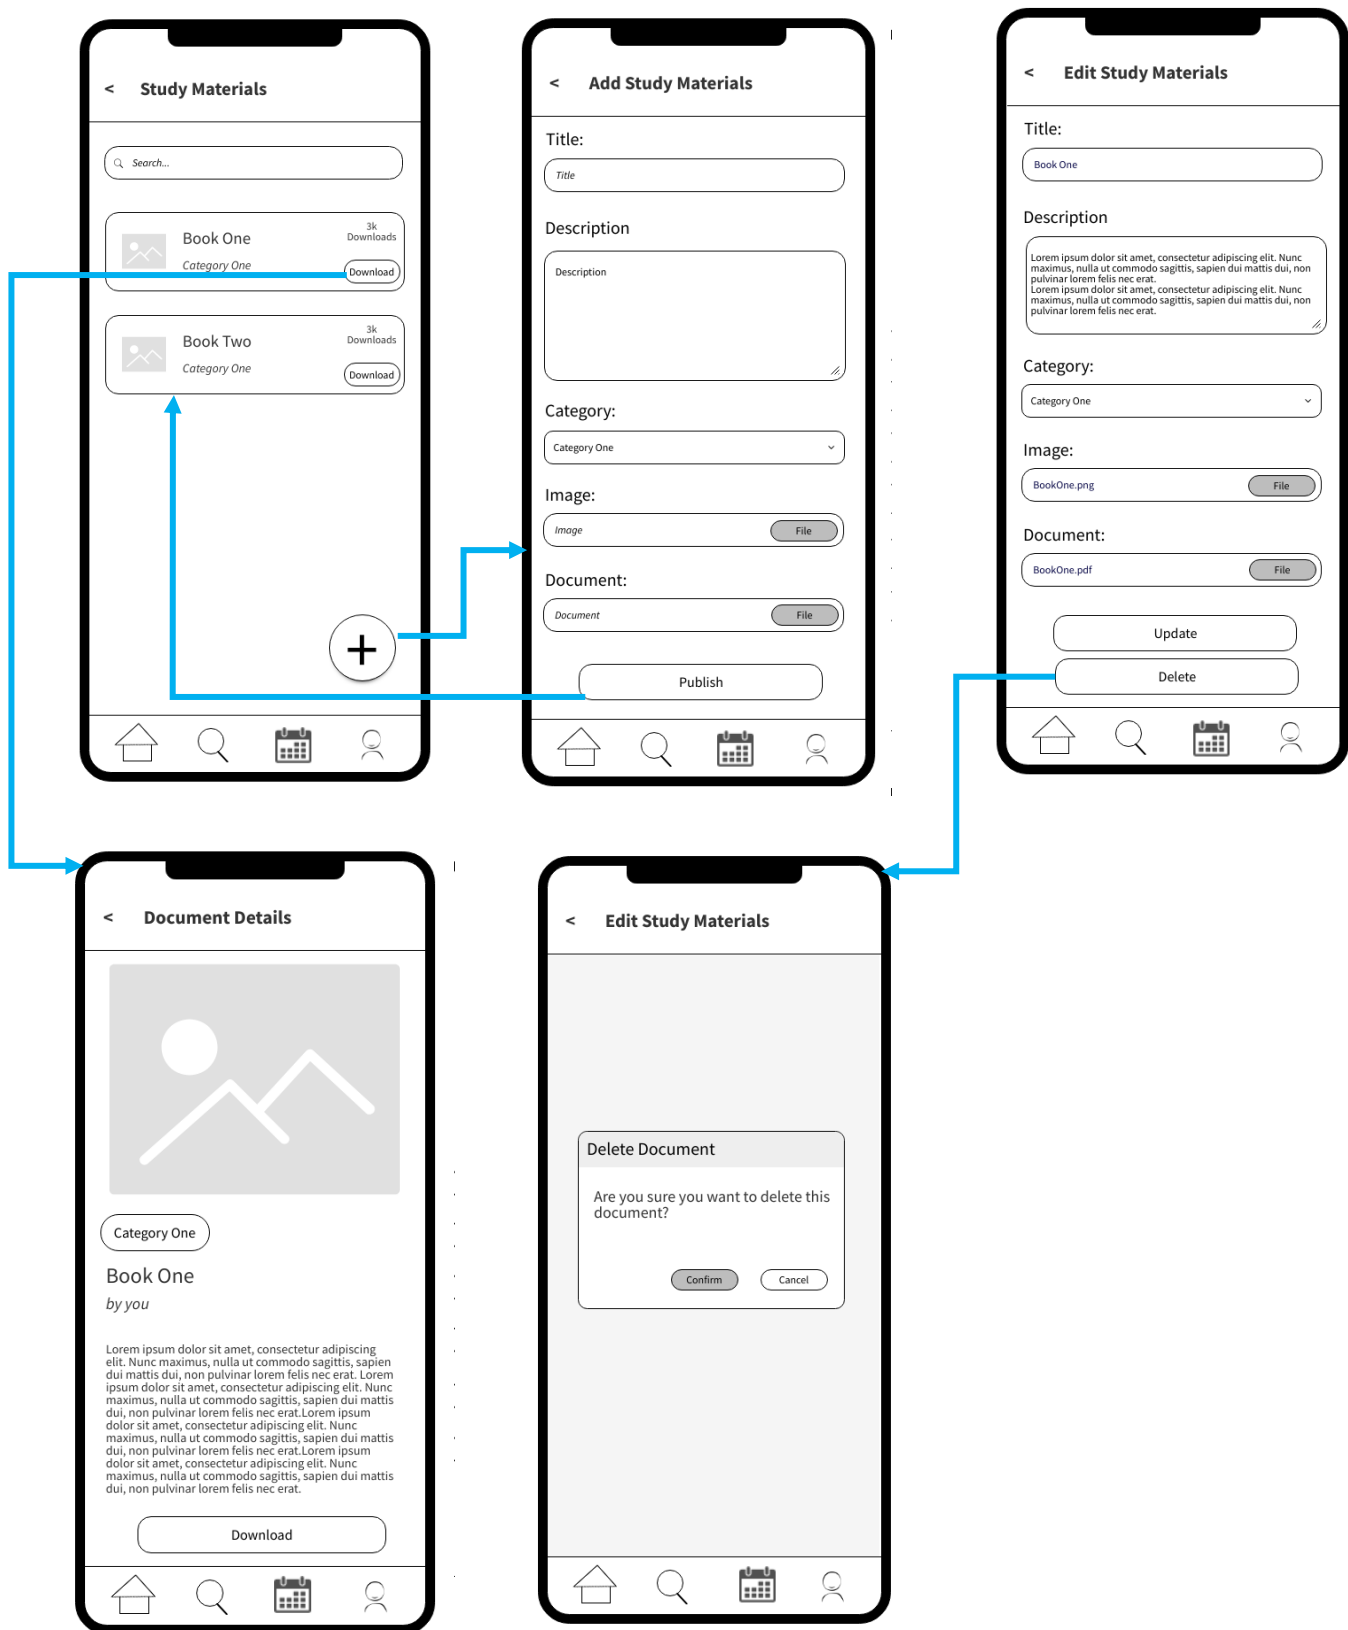 < Study Materials
Search...
Book One
Category One
3k
Downloads
Download
Book Two
Category One
3k
Downloads
Download
+
< Add Study Materials
Title:
Title
Description
Description
Category:
Category One
Image:
Image
File
Document:
Document
File
Publish
< Edit Study Materials
Title:
Book One
Description
Lorem ipsum dolor sit amet, consectetur adipiscing elit. Nunc
maximus, nulla ut commodo sagittis, sapien dui mattis dui, non
pulvinar lorem felis nec erat.
Lorem ipsum dolor sit amet, consectetur adipiscing elit. Nunc
maximus, nulla ut commodo sagittis, sapien dui mattis dui, non
pulvinar lorem felis nec erat.
Category:
Category One
Image:
BookOne.png
File
Document:
BookOne.pdf
File
Update
Delete
< Document Details
Category One
Book One
by you
Lorem ipsum dolor sit amet, consectetur adipiscing
elit. Nunc maximus, nulla ut commodo sagittis, sapien
dui mattis dui, non pulvinar lorem felis nec erat. Lorem
ipsum dolor sit amet, consectetur adipiscing elit. Nunc
maximus, nulla ut commodo sagittis, sapien dui mattis
dui, non pulvinar lorem felis nec erat.Lorem ipsum
dolor sit amet, consectetur adipiscing elit. Nunc
maximus, nulla ut commodo sagittis, sapien dui mattis
dui, non pulvinar lorem felis nec erat.Lorem ipsum
dolor sit amet, consectetur adipiscing elit. Nunc
maximus, nulla ut commodo sagittis, sapien dui mattis
dui, non pulvinar lorem felis nec erat.
Download
< Edit Study Materials
Delete Document
Are you sure you want to delete this
document?
Confirm
Cancel